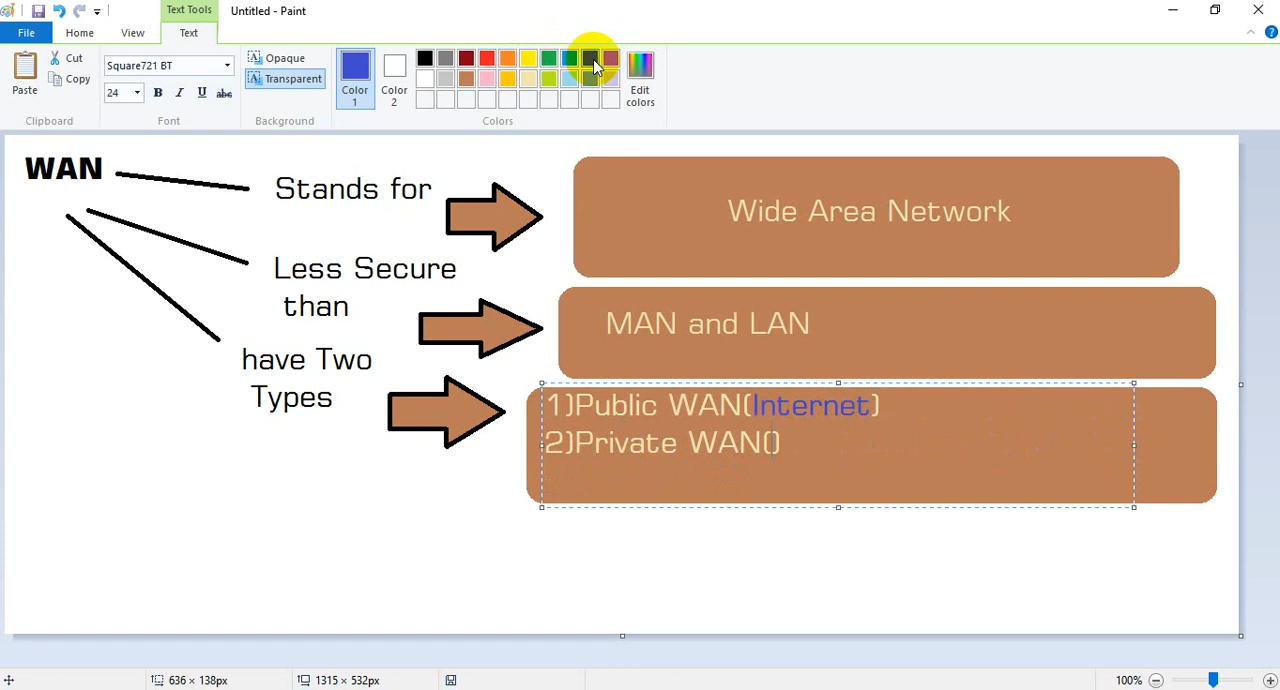 Text Tools
Untitled - Paint
File
Home
View
Text
Paste
Cut
Copy
Clipboard
Square721 BT
24
B I U abc
Font
Opaque
Transparent
Background
Color 1
Color 2
Edit colors
Colors
WAN
Stands for
Wide Area Network
Less Secure
than
MAN and LAN
have Two
Types
1)Public WAN(Internet)
2)Private WAN()
636 × 138px
1315 × 532px
100%